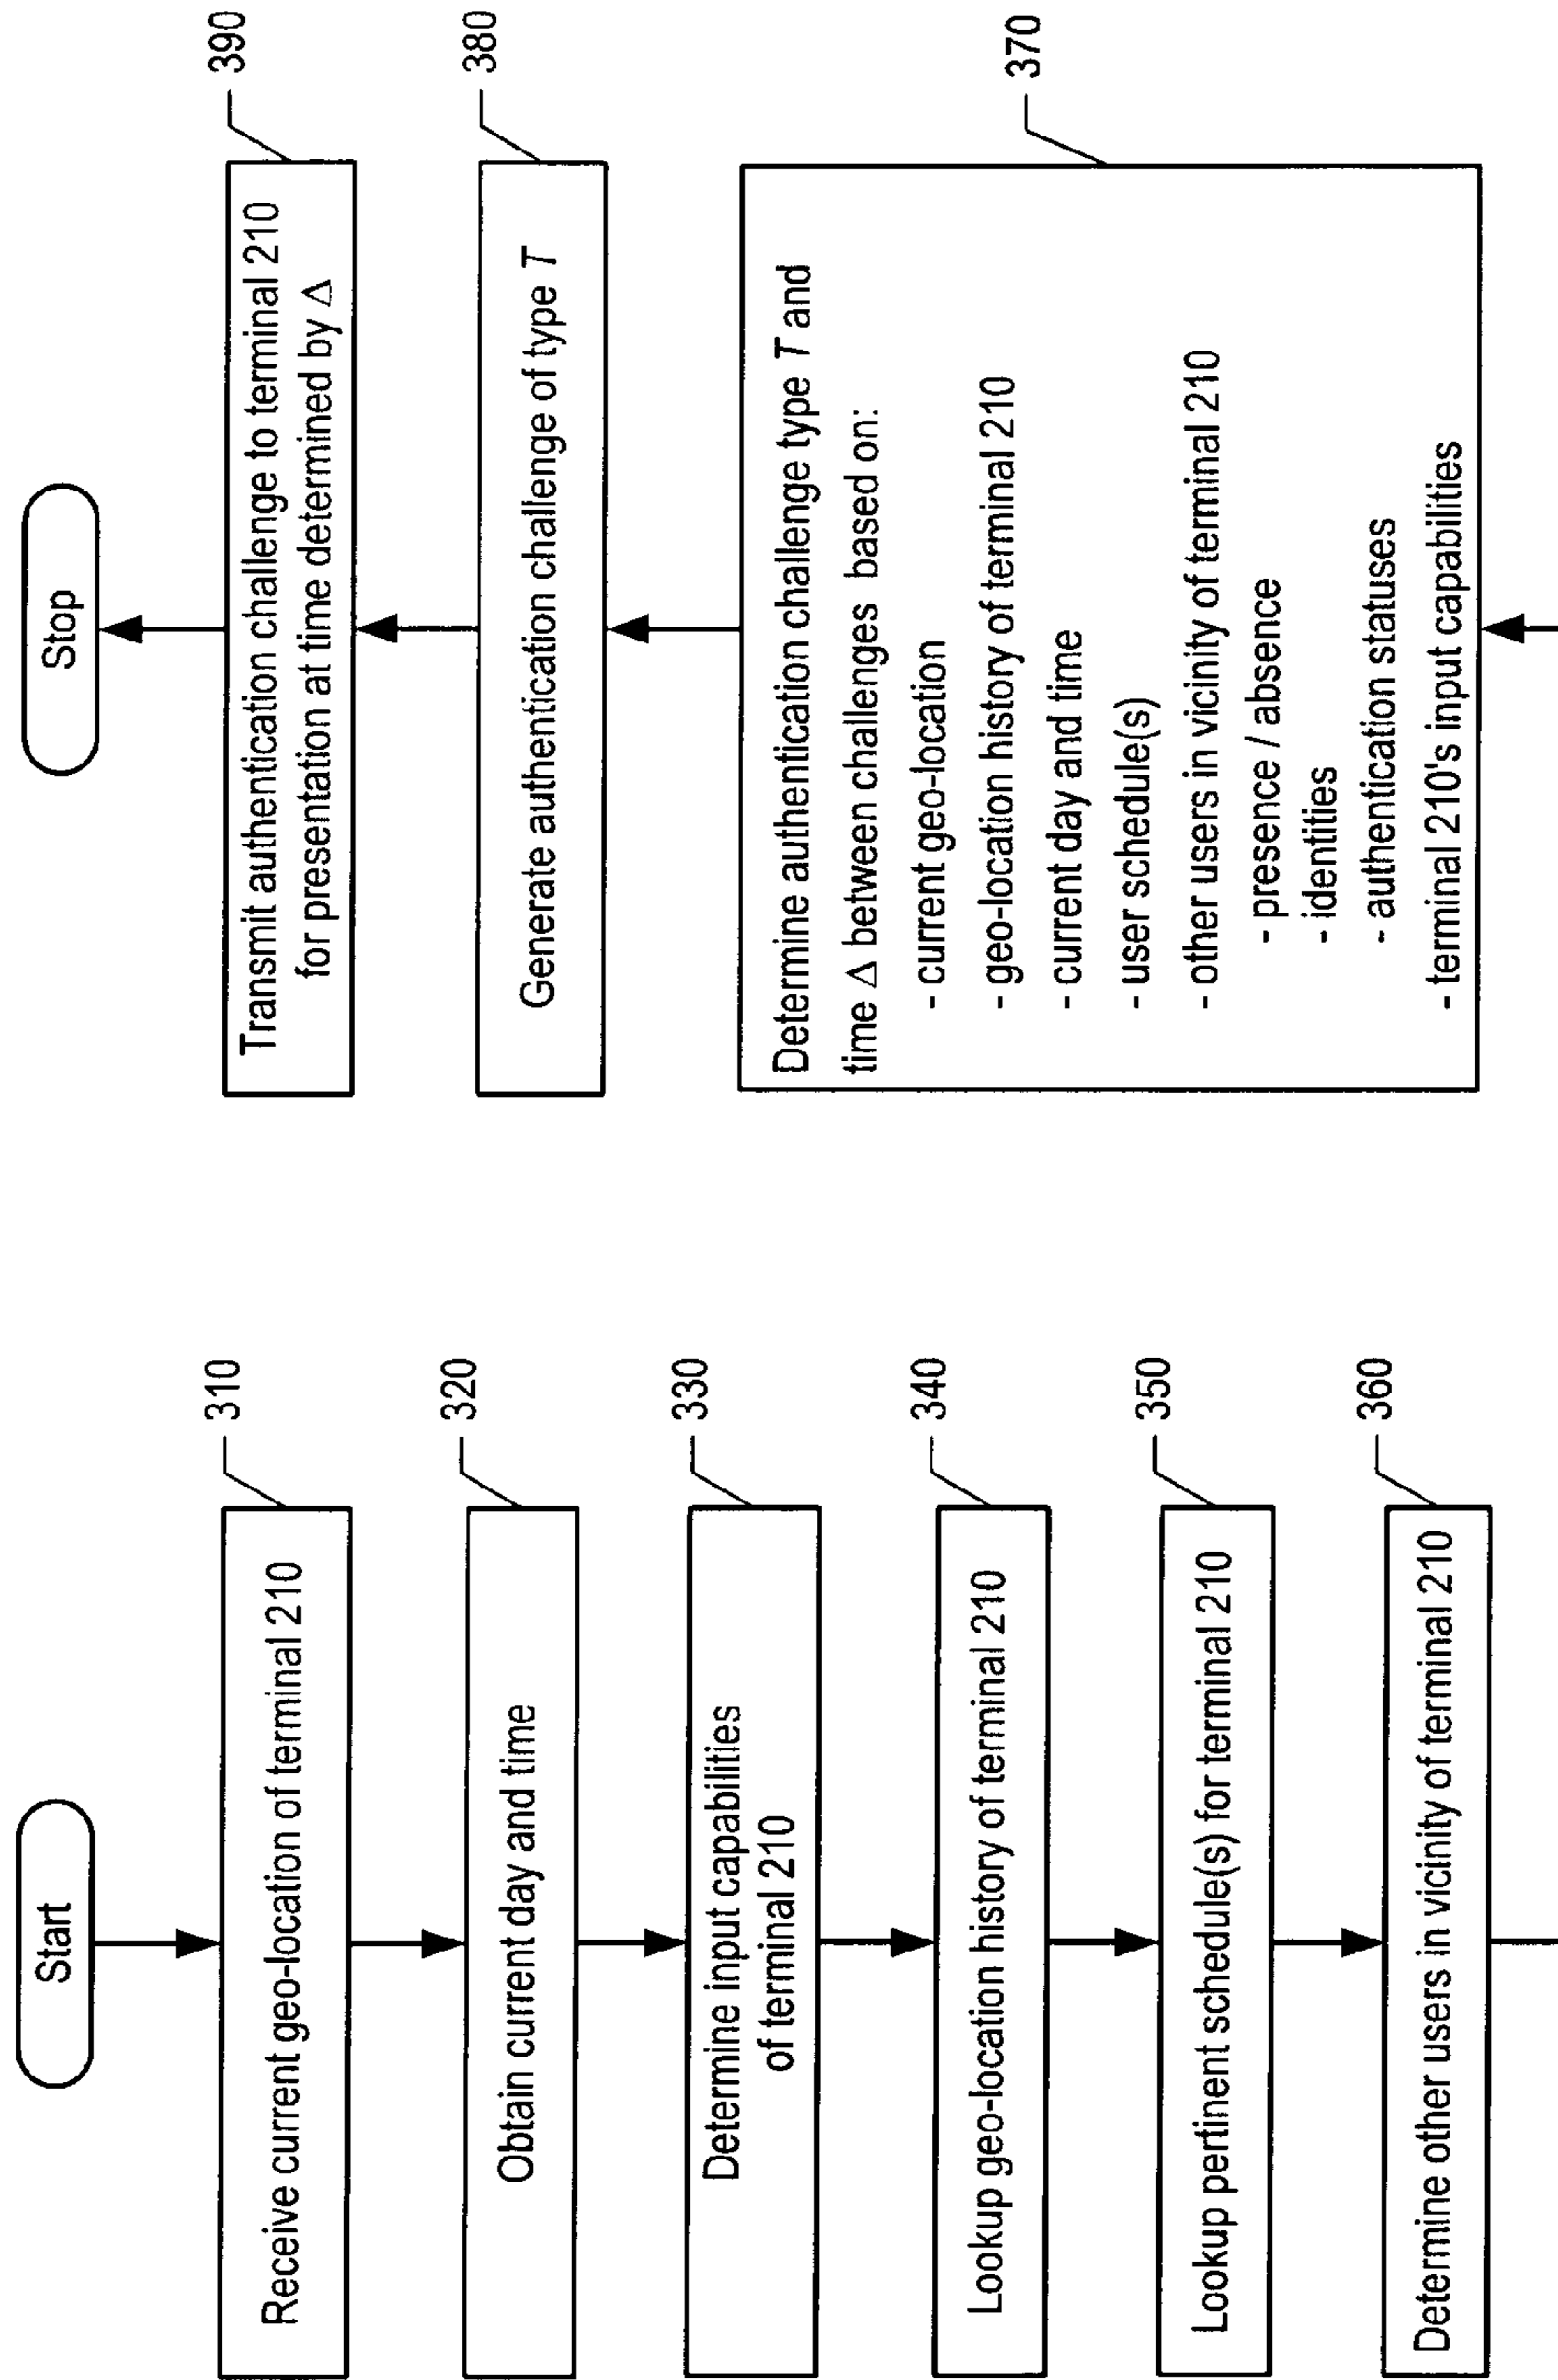 Start
310
Receive current geo-location of terminal 210
320
Obtain current day and time
330
Determine input capabilities
of terminal 210
340
Lookup geo-location history of terminal 210
350
Lookup pertinent schedule(s) for terminal 210
360
Determine other users in vicinity of terminal 210
370
Determine authentication challenge type T and
time Δ between challenges based on:
- current geo-location
- geo-location history of terminal 210
- current day and time
- user schedule(s)
- other users in vicinity of terminal 210
- presence / absence
- identities
- authentication statuses
- terminal 210's input capabilities
380
Generate authentication challenge of type T
390
Transmit authentication challenge to terminal 210
for presentation at time determined by Δ
Stop